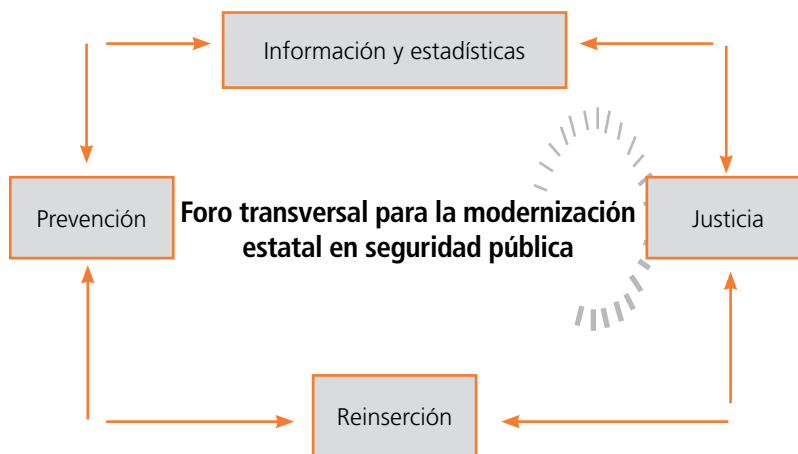 Información y estadísticas
Prevención
Foro transversal para la modernización
estatal en seguridad pública
Justicia
Reinserción